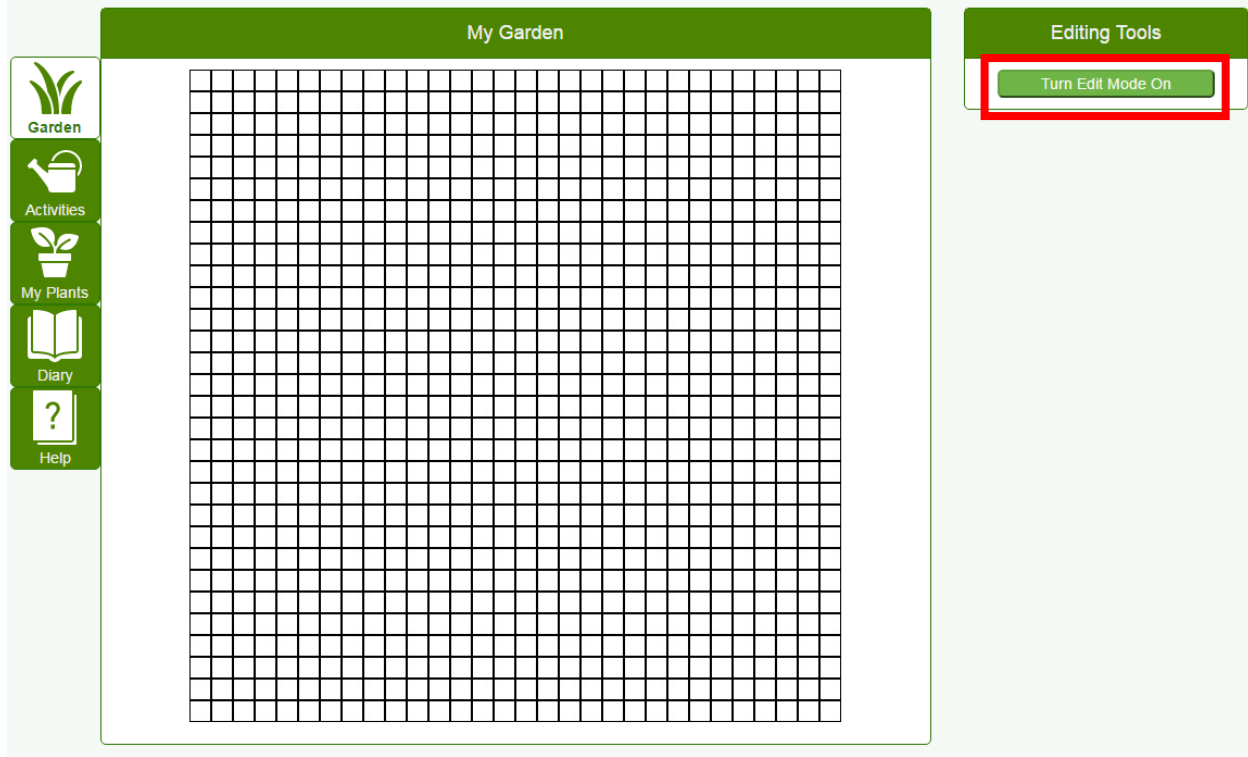 My Garden
Editing Tools
Turn Edit Mode On
Garden
Activities
My Plants
Diary
?
Help